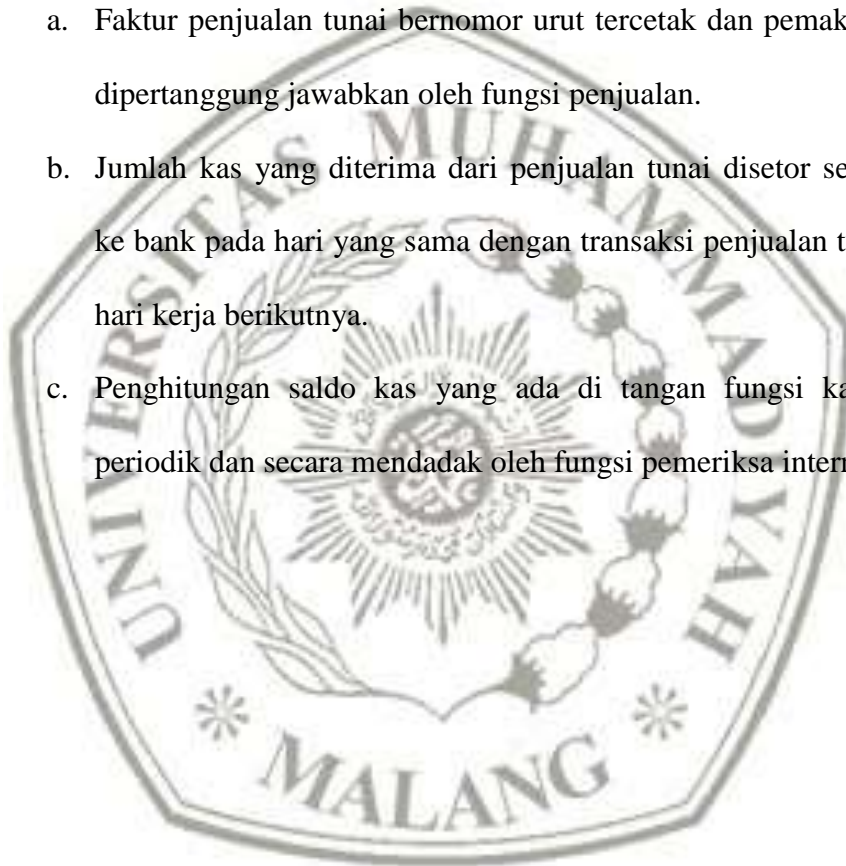 a. Faktur penjualan tunai bernomor urut tercetak dan pemak
dipertanggung jawabkan oleh fungsi penjualan.
b. Jumlah kas yang diterima dari penjualan tunai disetor se
ke bank pada hari yang sama dengan transaksi penjualan t
hari kerja berikutnya.
c. Penghitungan saldo kas yang ada di tangan fungsi ka
periodik dan secara mendadak oleh fungsi pemeriksa inter
UNIVERSITAS MUHAMMADIYAH
MALANG